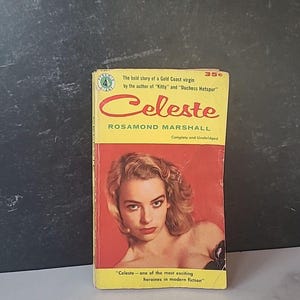 35¢
The bold story of a Gold Coast virgin
by the author of "Kitty" and "Duchess Hotspur"
Celeste
ROSAMOND MARSHALL
Complete and Unabridged
"Celeste — one of the most exciting
heroines in modern fiction"